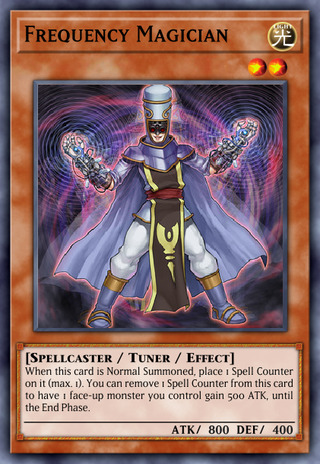 Frequency Magician
LIGHT
光
[Spellcaster / Tuner / Effect]
When this card is Normal Summoned, place 1 Spell Counter
on it (max. 1). You can remove 1 Spell Counter from this card
to have 1 face-up monster you control gain 500 ATK, until
the End Phase.
ATK/ 800 DEF/ 400